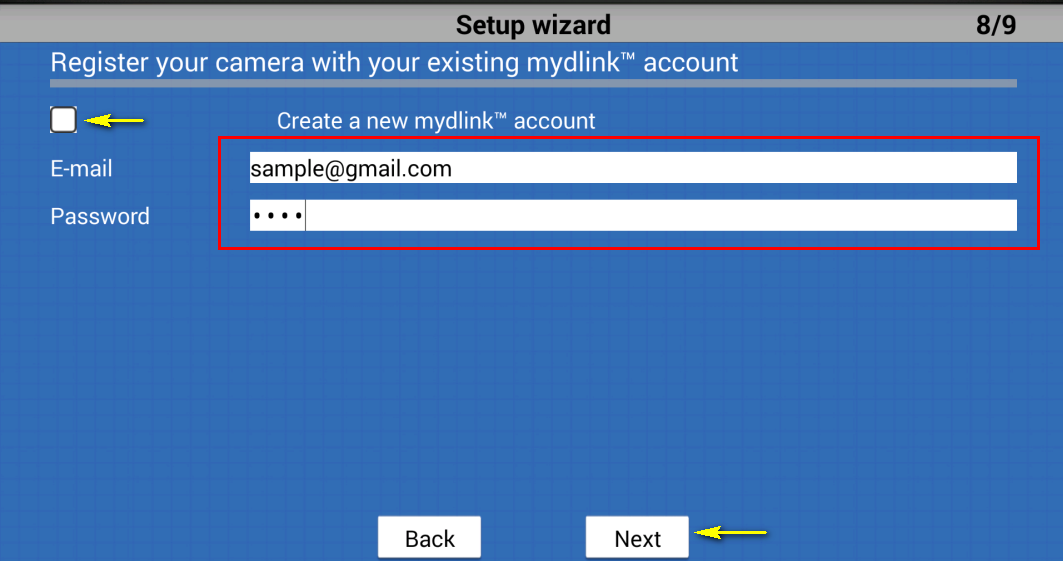 Setup wizard 8/9
Register your camera with your existing mydlink™ account
Create a new mydlink™ account
E-mail sample@gmail.com
Password ••••
Back Next